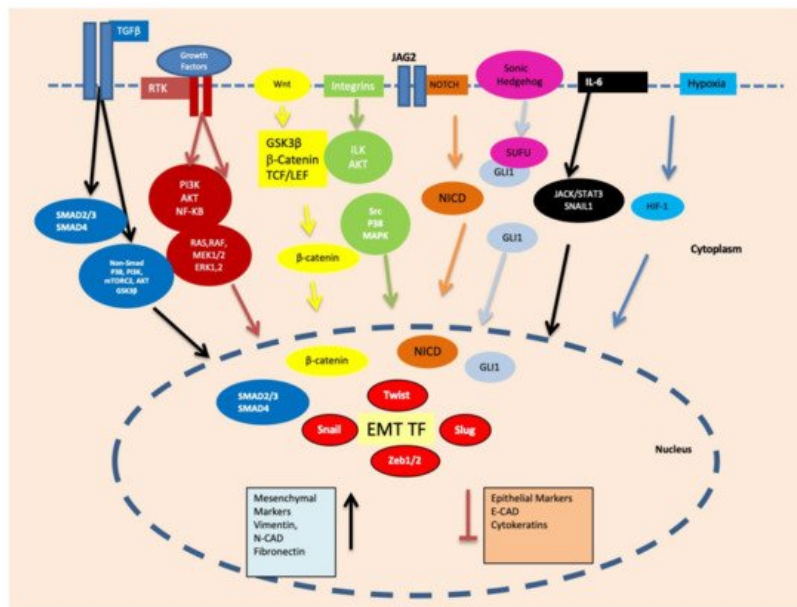 TGFβ
Growth
Factors
RTK
Wnt
Integrins
JAG2
NOTCH
Sonic
Hedgehog
IL-6
Hypoxia
GSK3β
β-Catenin
TCF/LEF
ILK
AKT
SUFU
GLI1
PI3K
AKT
NF-KB
NICD
JACK/STAT3
SNAIL1
HIF-1
SMAD2/3
SMAD4
Src
P38
MAPK
RAS,RAF,
MEK1/2
ERK1,2
GLI1
Cytoplasm
Non-Smad
P38, PI3K,
mTORC2, AKT
GSK3β
β-catenin
β-catenin
NICD
GLI1
SMAD2/3
SMAD4
Twist
Snail
EMT TF
Slug
Zeb1/2
Nucleus
Mesenchymal
Markers
Vimentin,
N-CAD
Fibronectin
Epithelial Markers
E-CAD
Cytokeratins